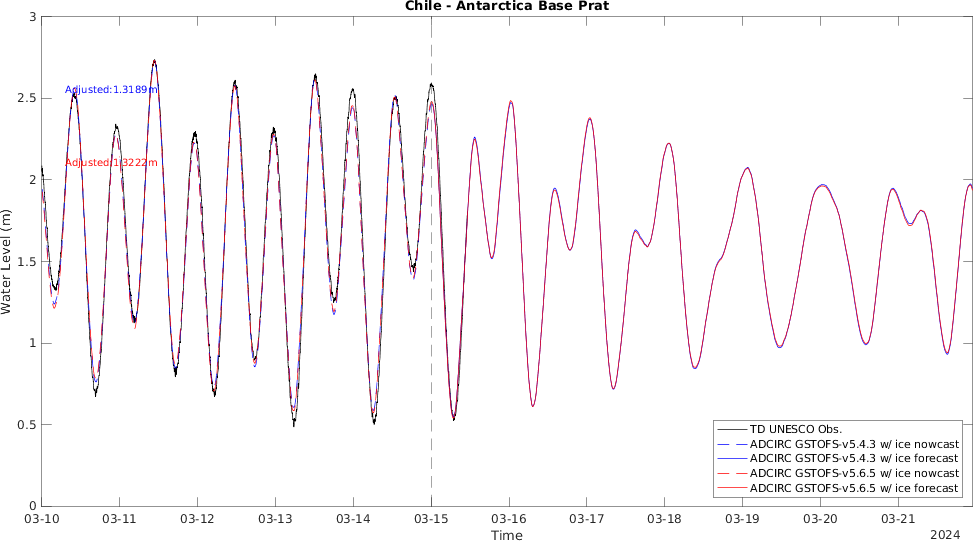 Chile - Antarctica Base Prat
3
2.5
2
1.5
1
0.5
0
Water Level (m)
Adjusted:1.3189m
Adjusted:1.3222m
TD UNESCO Obs.
ADCIRC GSTOFS-v5.4.3 w/ ice nowcast
ADCIRC GSTOFS-v5.4.3 w/ ice forecast
ADCIRC GSTOFS-v5.6.5 w/ ice nowcast
ADCIRC GSTOFS-v5.6.5 w/ ice forecast
03-10 03-11 03-12 03-13 03-14 03-15 03-16 03-17 03-18 03-19 03-20 03-21
Time
2024